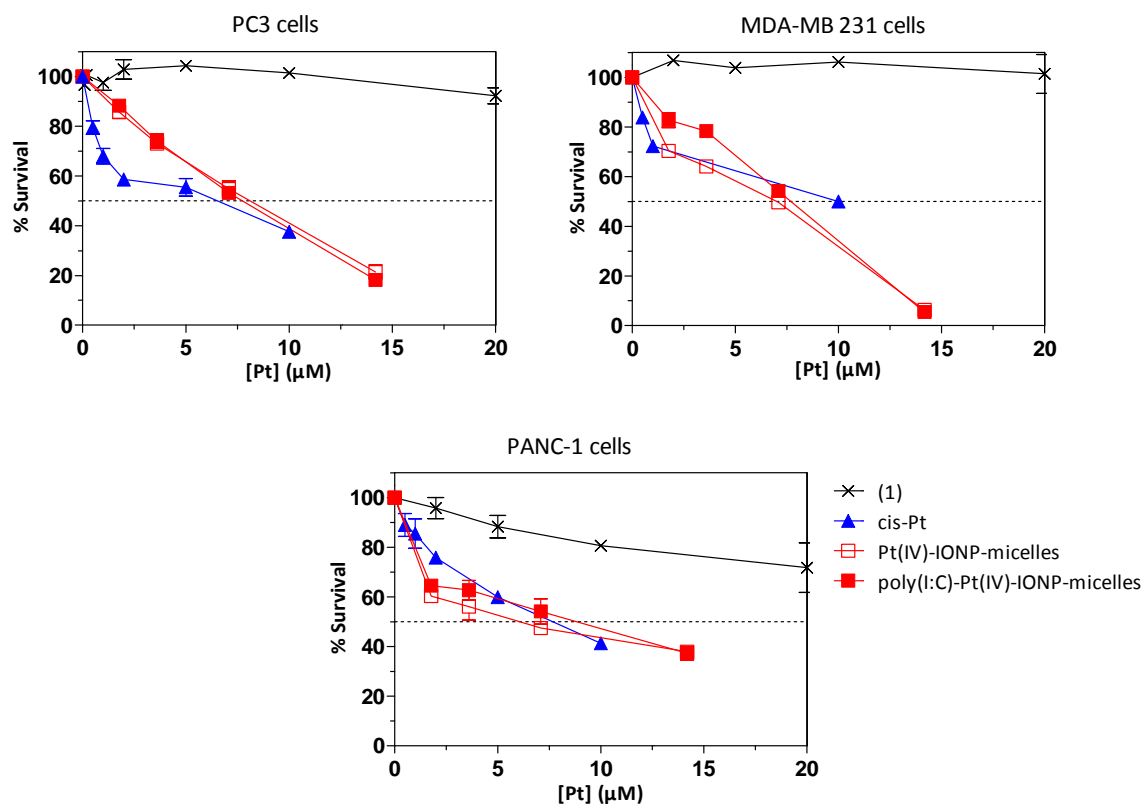 PC3 cells
% Survival
100
80
60
40
20
0
0 5 10 15 20
[Pt] (µM)
MDA-MB 231 cells
% Survival
100
80
60
40
20
0
0 5 10 15 20
[Pt] (µM)
PANC-1 cells
% Survival
100
80
60
40
20
0
0 5 10 15 20
[Pt] (µM)
(1)
cis-Pt
Pt(IV)-IONP-micelles
poly(I:C)-Pt(IV)-IONP-micelles